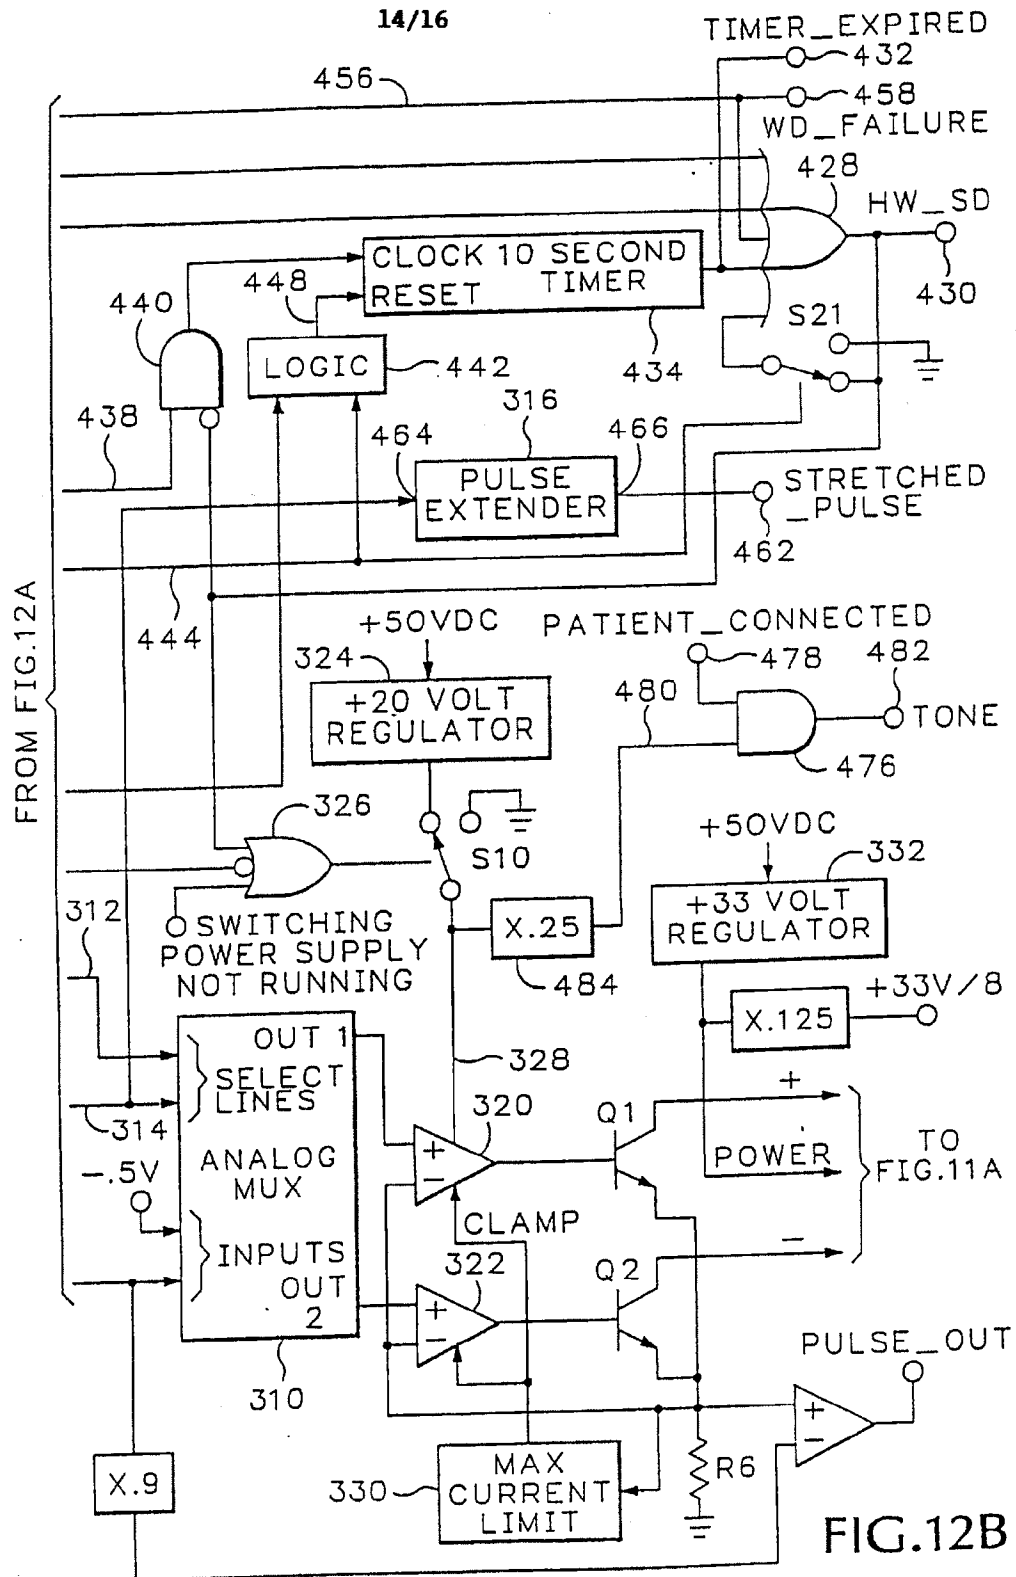 14/16
TIMER_EXPIRED
432
456
458
WD_FAILURE
428
HW_SD
430
CLOCK 10 SECOND
RESET TIMER
448
440
434
S21
LOGIC
442
438
464
316
466
PULSE
EXTENDER
STRETCHED
_PULSE
462
444
FROM FIG.12A
+50VDC
324
+20 VOLT
REGULATOR
PATIENT_CONNECTED
478
482
480
TONE
476
326
S10
+50VDC
332
+33 VOLT
REGULATOR
312
SWITCHING
POWER SUPPLY
NOT RUNNING
X.25
484
X.125
+33V/8
OUT 1
SELECT
LINES
314
328
320
Q1
+
POWER
TO
FIG.11A
-.5V
ANALOG
MUX
+
-
CLAMP
INPUTS
OUT
2
322
Q2
-
+
-
310
PULSE_OUT
+
-
X.9
330
MAX
CURRENT
LIMIT
R6
FIG.12B